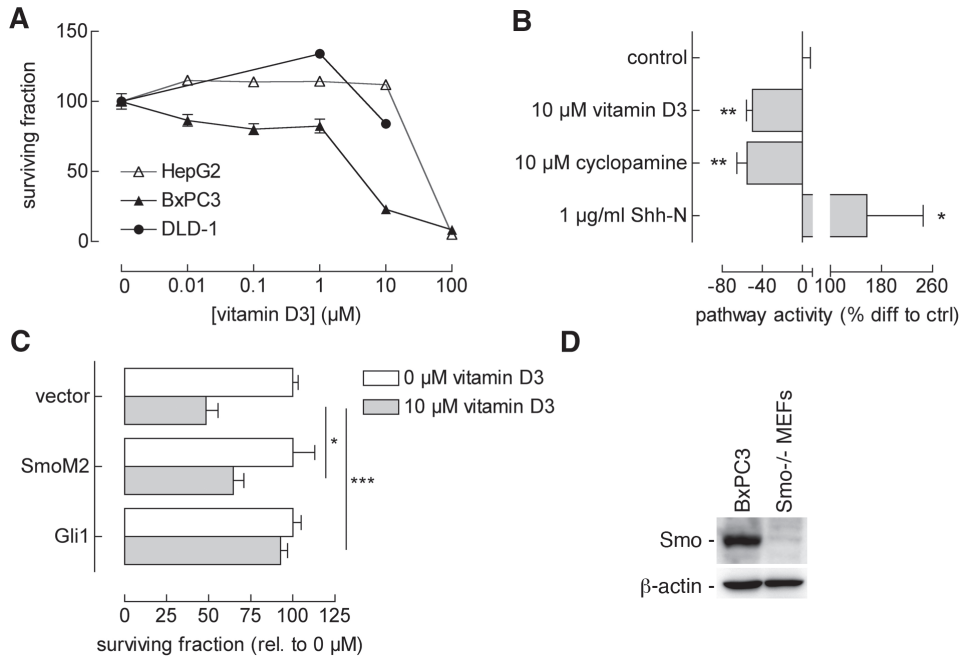 A
150
100
50
0
surviving fraction
HepG2
BxPC3
DLD-1
0 0.01 0.1 1 10 100
[vitamin D3] (µM)
B
control
10 µM vitamin D3
10 µM cyclopamine
1 µg/ml Shh-N
**
**
*
-80 -40 0 100 180 260
pathway activity (% diff to ctrl)
C
vector
SmoM2
Gli1
0 µM vitamin D3
10 µM vitamin D3
*
***
0 25 50 75 100 125
surviving fraction (rel. to 0 µM)
D
BxPC3
Smo-/- MEFs
Smo -
β-actin -